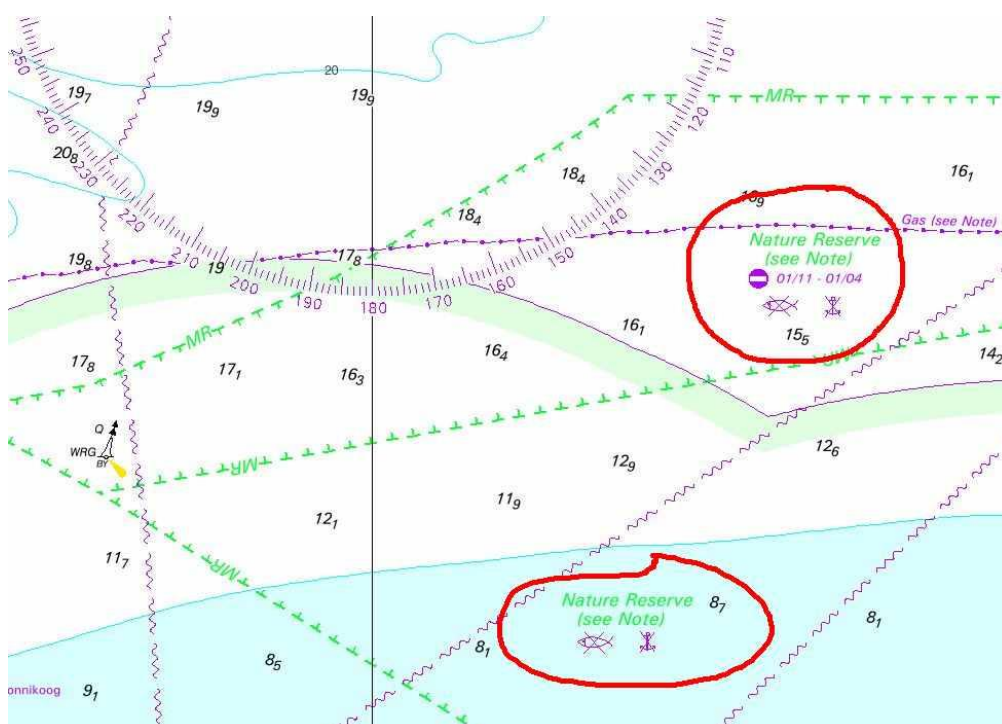 250
110
20
19₇
19₉
19₉
240
120
20₈
230
MR
130
18₄
16₁
220
140
18₄
210
150
Gas (see Note)
19₈
19
200
190
180
170
160
17₈
Nature Reserve
(see Note)
01/11 - 01/04
MR
16₁
15₅
17₈
17₁
16₃
16₄
MR
14₂
Q
WRG
BY
MR
12₉
12₆
12₁
11₉
11₇
MR
Nature Reserve
(see Note)
8₇
8₁
8₁
8₅
9₁
onnikoog